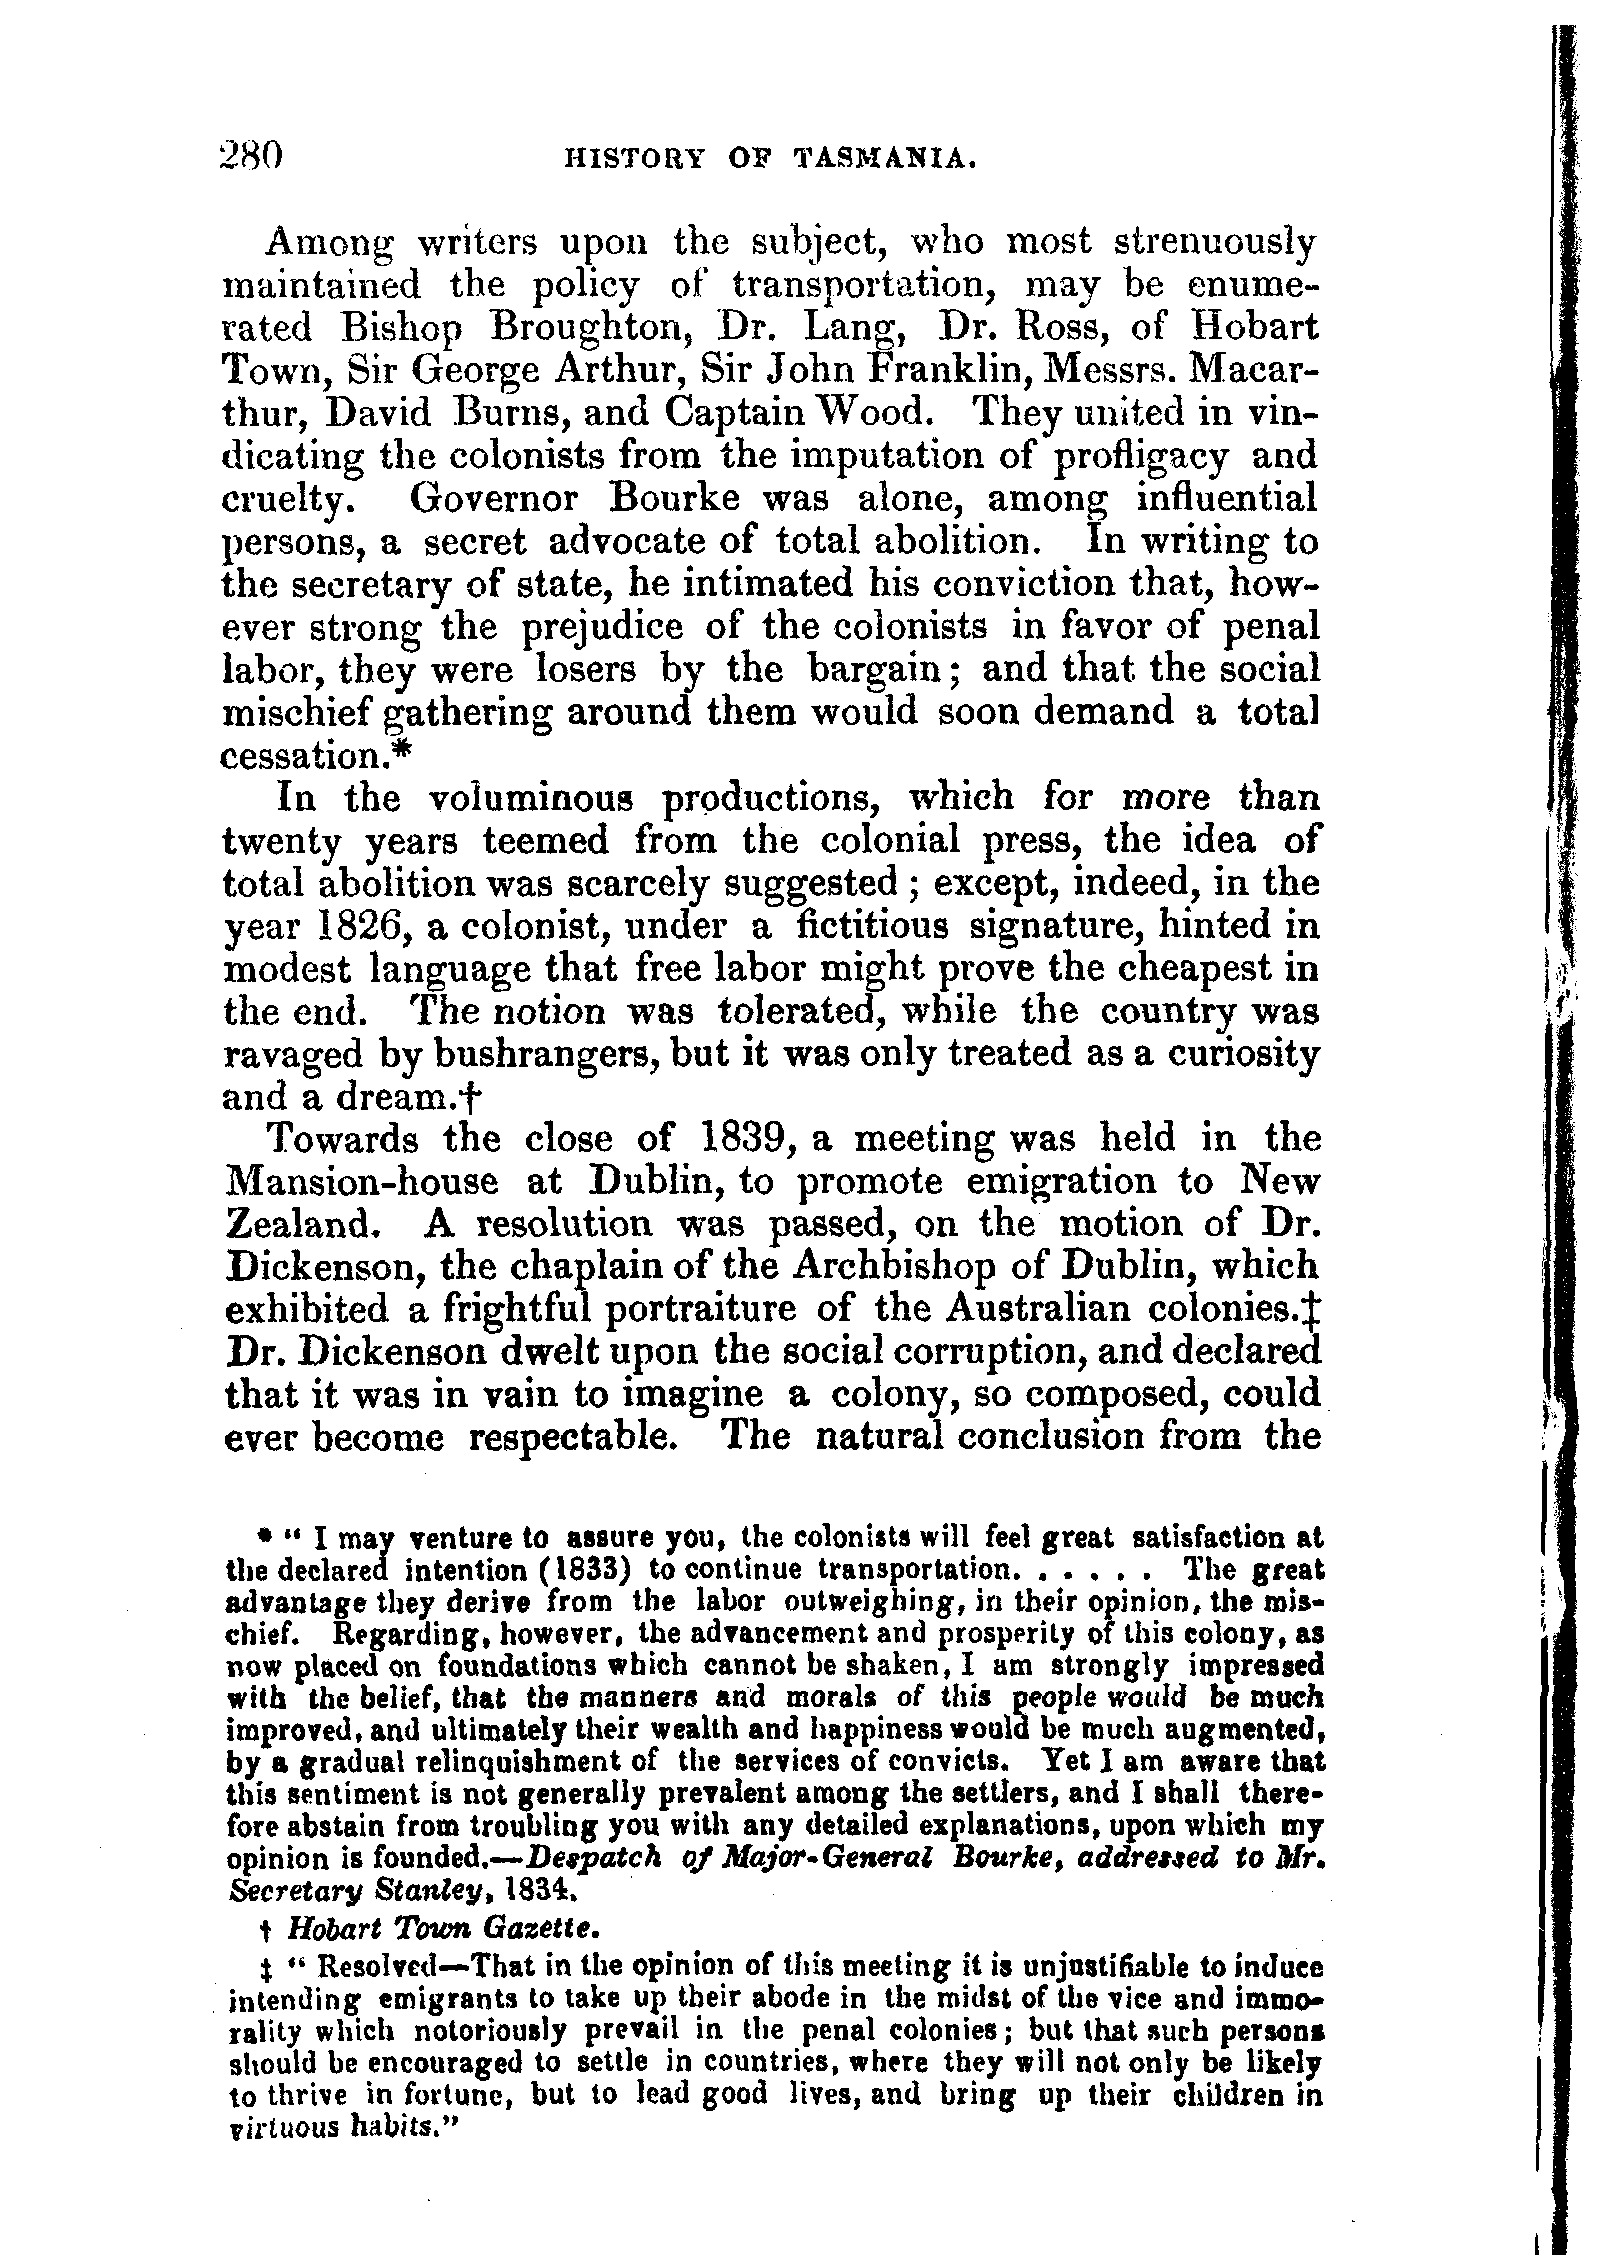 280 HISTORY OF TASMANIA.
Among writers upon the subject, who most strenuously
maintained the policy of transportation, may be enume-
rated Bishop Broughton, Dr. Lang, Dr. Ross, of Hobart
Town, Sir George Arthur, Sir John Franklin, Messrs. Macar-
thur, David Burns, and Captain Wood. They united in vin-
dicating the colonists from the imputation of profligacy and
cruelty. Governor Bourke was alone, among influential
persons, a secret advocate of total abolition. In writing to
the secretary of state, he intimated his conviction that, how-
ever strong the prejudice of the colonists in favor of penal
labor, they were losers by the bargain; and that the social
mischief gathering around them would soon demand a total
cessation.*
In the voluminous productions, which for more than
twenty years teemed from the colonial press, the idea of
total abolition was scarcely suggested; except, indeed, in the
year 1826, a colonist, under a fictitious signature, hinted in
modest language that free labor might prove the cheapest in
the end. The notion was tolerated, while the country was
ravaged by bushrangers, but it was only treated as a curiosity
and a dream.†
Towards the close of 1839, a meeting was held in the
Mansion-house at Dublin, to promote emigration to New
Zealand. A resolution was passed, on the motion of Dr.
Dickenson, the chaplain of the Archbishop of Dublin, which
exhibited a frightful portraiture of the Australian colonies.‡
Dr. Dickenson dwelt upon the social corruption, and declared
that it was in vain to imagine a colony, so composed, could
ever become respectable. The natural conclusion from the
* " I may venture to assure you, the colonists will feel great satisfaction at
the declared intention (1833) to continue transportation. . . . . . The great
advantage they derive from the labor outweighing, in their opinion, the mis-
chief. Regarding, however, the advancement and prosperity of this colony, as
now placed on foundations which cannot be shaken, I am strongly impressed
with the belief, that the manners and morals of this people would be much
improved, and ultimately their wealth and happiness would be much augmented,
by a gradual relinquishment of the services of convicts. Yet I am aware that
this sentiment is not generally prevalent among the settlers, and I shall there-
fore abstain from troubling you with any detailed explanations, upon which my
opinion is founded.—Despatch of Major-General Bourke, addressed to Mr.
Secretary Stanley, 1834.
† Hobart Town Gazette.
‡ " Resolved—That in the opinion of this meeting it is unjustifiable to induce
intending emigrants to take up their abode in the midst of the vice and immo-
rality which notoriously prevail in the penal colonies; but that such persons
should be encouraged to settle in countries, where they will not only be likely
to thrive in fortune, but to lead good lives, and bring up their children in
virtuous habits."